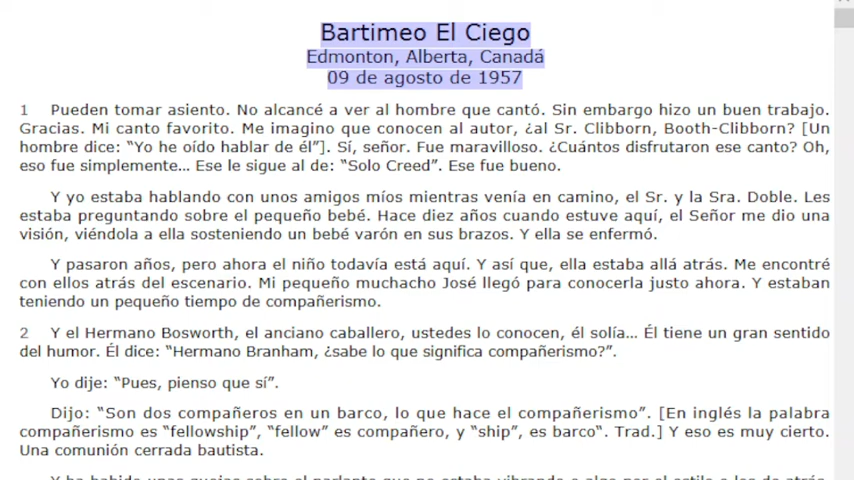 Bartimeo El Ciego
Edmonton, Alberta, Canadá
09 de agosto de 1957
1 Pueden tomar asiento. No alcancé a ver al hombre que cantó. Sin embargo hizo un buen trabajo.
Gracias. Mi canto favorito. Me imagino que conocen al autor, ¿al Sr. Clibborn, Booth-Clibborn? [Un
hombre dice: “Yo he oído hablar de él”]. Sí, señor. Fue maravilloso. ¿Cuántos disfrutaron ese canto? Oh,
eso fue simplemente... Ese le sigue al de: “Solo Creed”. Ese fue bueno.
Y yo estaba hablando con unos amigos míos mientras venía en camino, el Sr. y la Sra. Doble. Les
estaba preguntando sobre el pequeño bebé. Hace diez años cuando estuve aquí, el Señor me dio una
visión, viéndola a ella sosteniendo un bebé varón en sus brazos. Y ella se enfermó.
Y pasaron años, pero ahora el niño todavía está aquí. Y así que, ella estaba allá atrás. Me encontré
con ellos atrás del escenario. Mi pequeño muchacho José llegó para conocerla justo ahora. Y estaban
teniendo un pequeño tiempo de compañerismo.
2 Y el Hermano Bosworth, el anciano caballero, ustedes lo conocen, él solía... Él tiene un gran sentido
del humor. Él dice: “Hermano Branham, ¿sabe lo que significa compañerismo?”.
Yo dije: “Pues, pienso que sí”.
Dijo: “Son dos compañeros en un barco, lo que hace el compañerismo”. [En inglés la palabra
compañerismo es “fellowship”, “fellow” es compañero, y “ship”, es barco“. Trad.] Y eso es muy cierto.
Una comunión cerrada bautista.